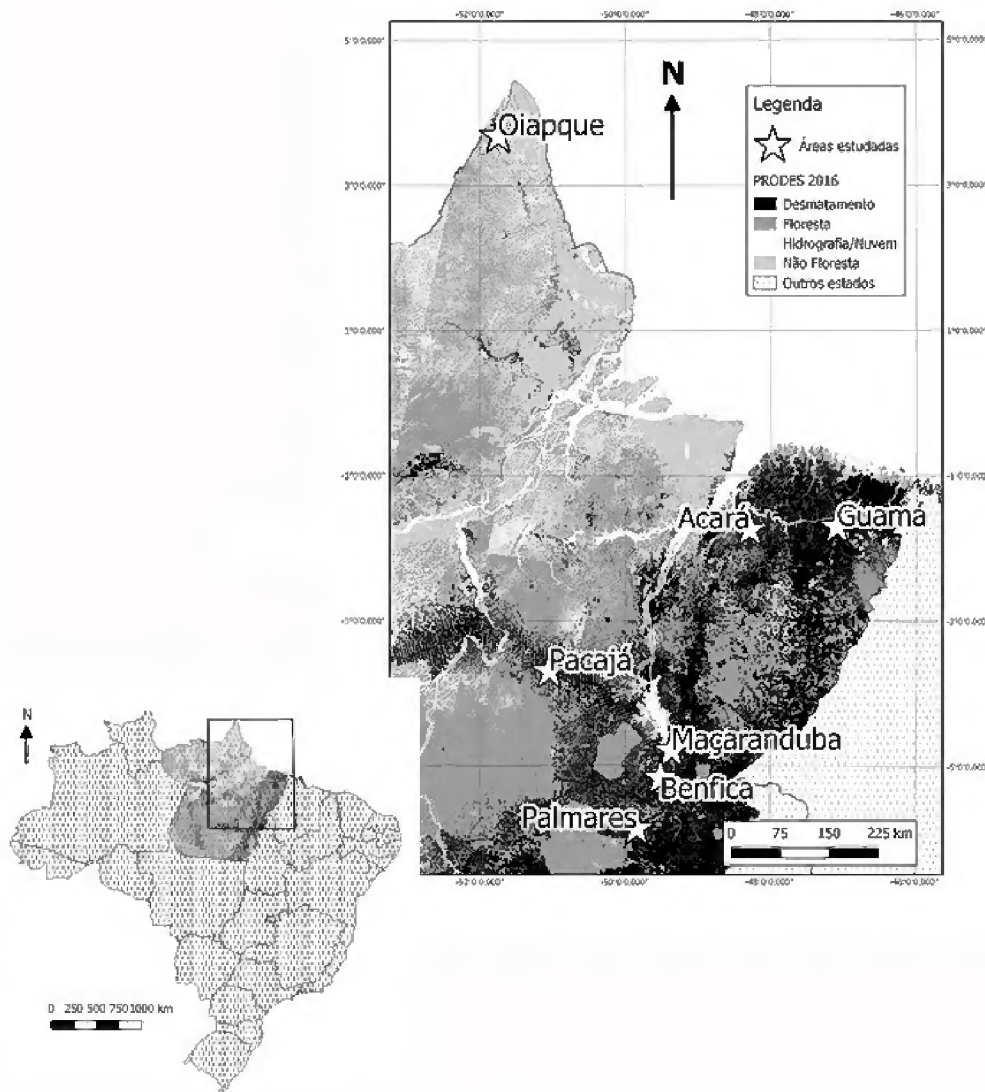 N
Oiapque
Legenda
Áreas estudadas
PRODES 2016
Desmatamento
Floresta
Hidrografia/Nuvem
Não Floresta
Outros estados
Acará
Guamá
Pacajá
Maçaranduba
Benfica
Palmares
0 75 150 225 km
N
0 250 500 750 1000 km